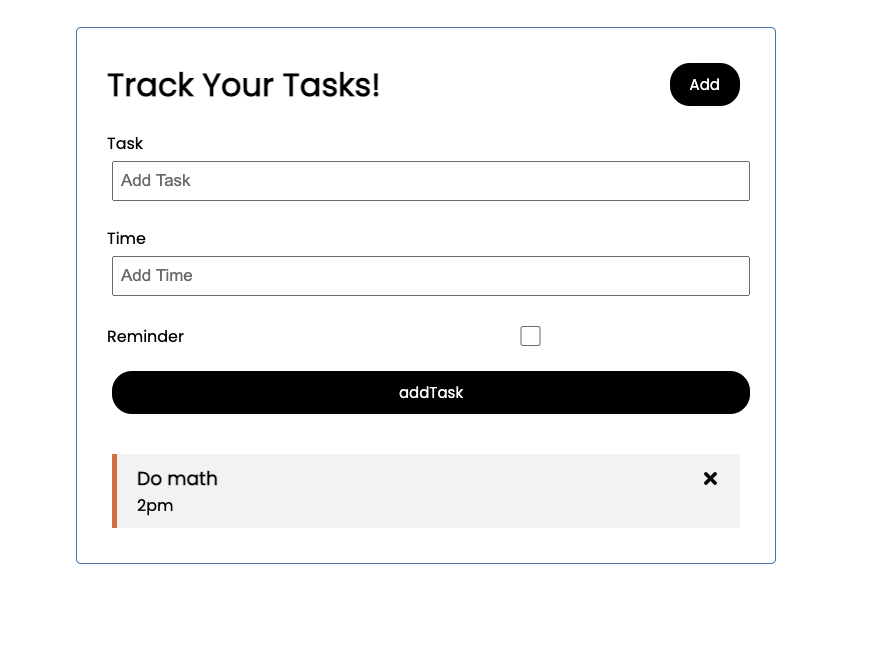 Track Your Tasks!
Add
Task
Add Task
Time
Add Time
Reminder
addTask
Do math
2pm